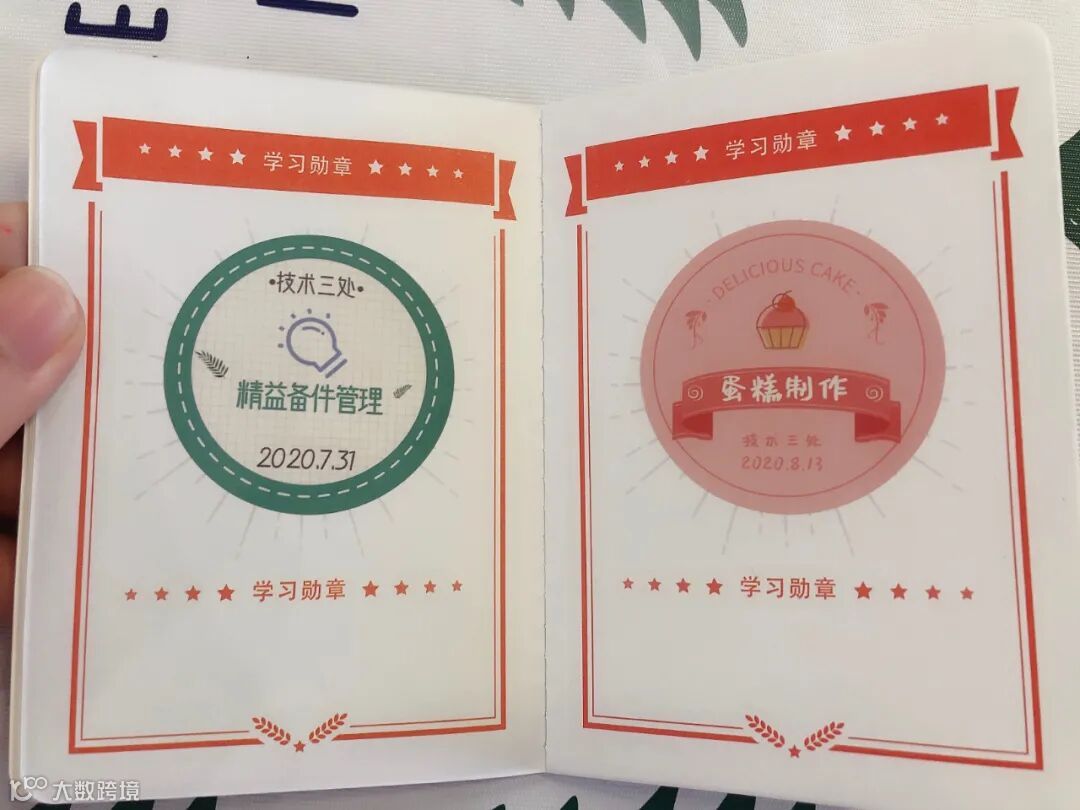 E
学习勋章
技术三处
精益备件管理
2020.7.31
学习勋章
学习勋章
DELICIOUS CAKE
蛋糕制作
技术三处
2020.8.13
学习勋章
大数跨境